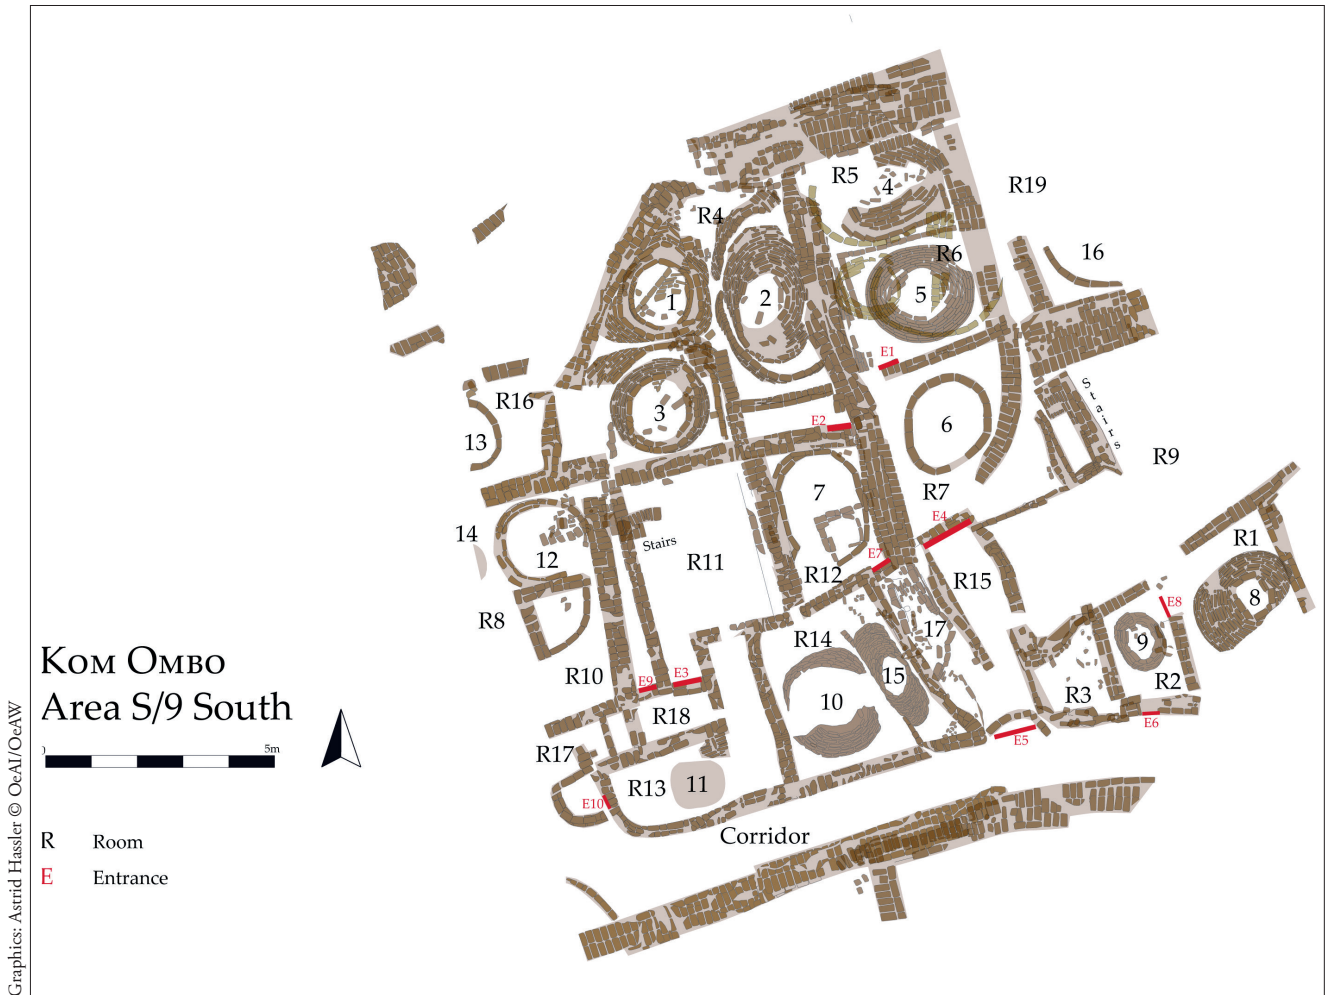 R5
4
R19
R4
R6
16
1
2
5
E1
Stairs
R16
3
E2
6
13
R9
7
R7
E4
14
12
Stairs
R11
E7
R12
R15
R1
E8
8
R8
17
9
R14
15
R10
E9
E3
R2
R3
10
R18
E6
E5
R17
R13
11
E10
Corridor
Kom Ombo
Area S/9 South
5m
R Room
E Entrance
Graphics: Astrid Hassler © OeAI/OeAW